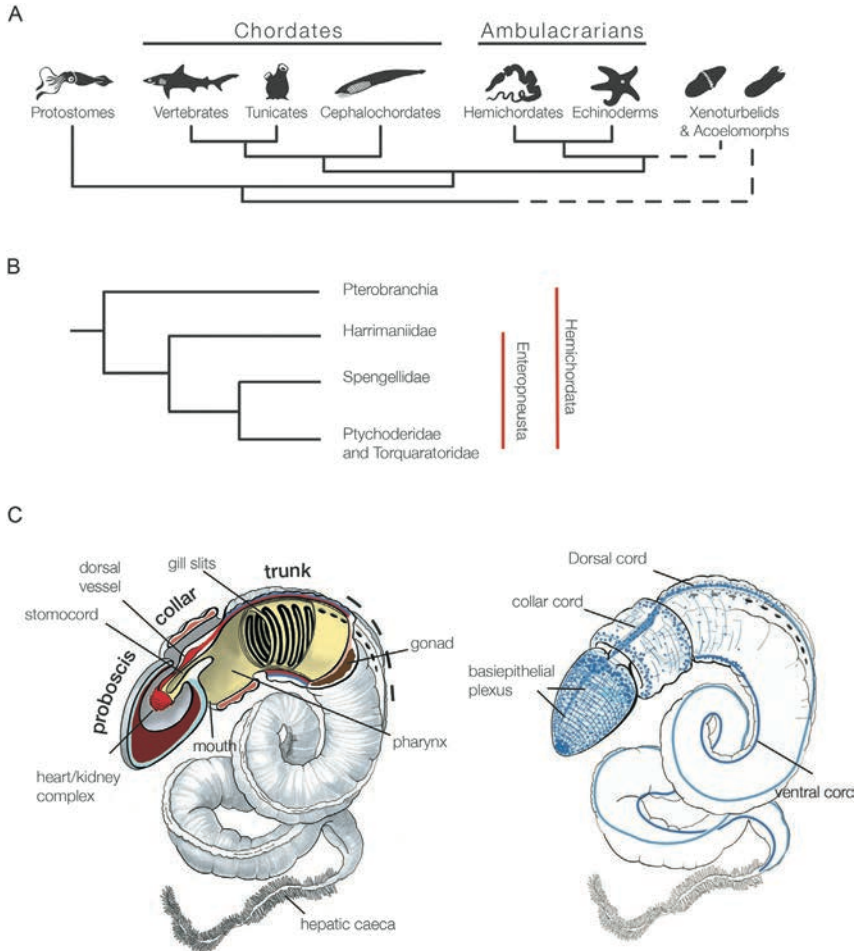 A
Chordates
Ambulacrarians
Protostomes
Vertebrates
Tunicates
Cephalochordates
Hemichordates
Echinoderms
Xenoturbelids
& Acoelomorphs
B
Pterobranchia
Harrimaniidae
Spengellidae
Ptychoderidae
and Torquaratoridae
Enteropneusta
Hemichordata
C
dorsal
vessel
gill slits
trunk
collar
stomocord
proboscis
gonad
mouth
pharynx
heart/kidney
complex
hepatic caeca
Dorsal cord
collar cord
basiepithelial
plexus
ventral corc